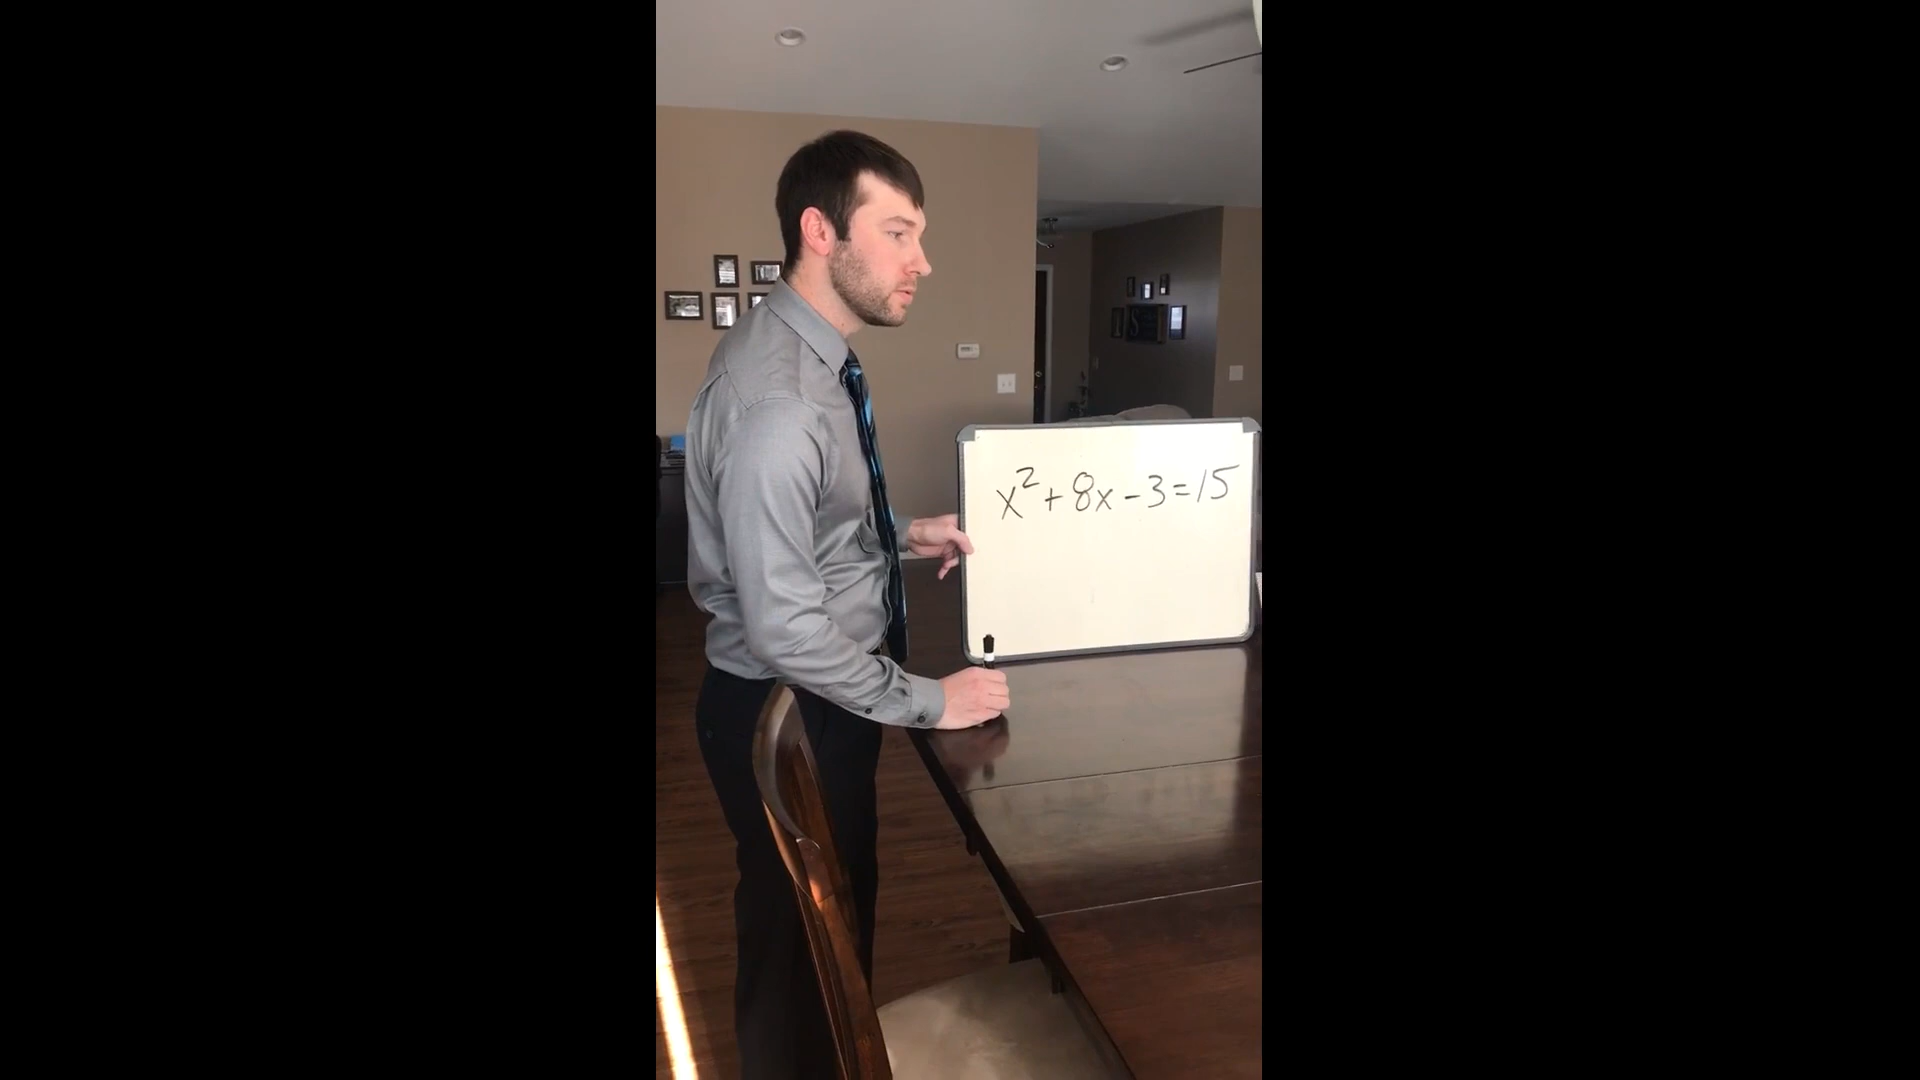 x² + 8x - 3 = 15